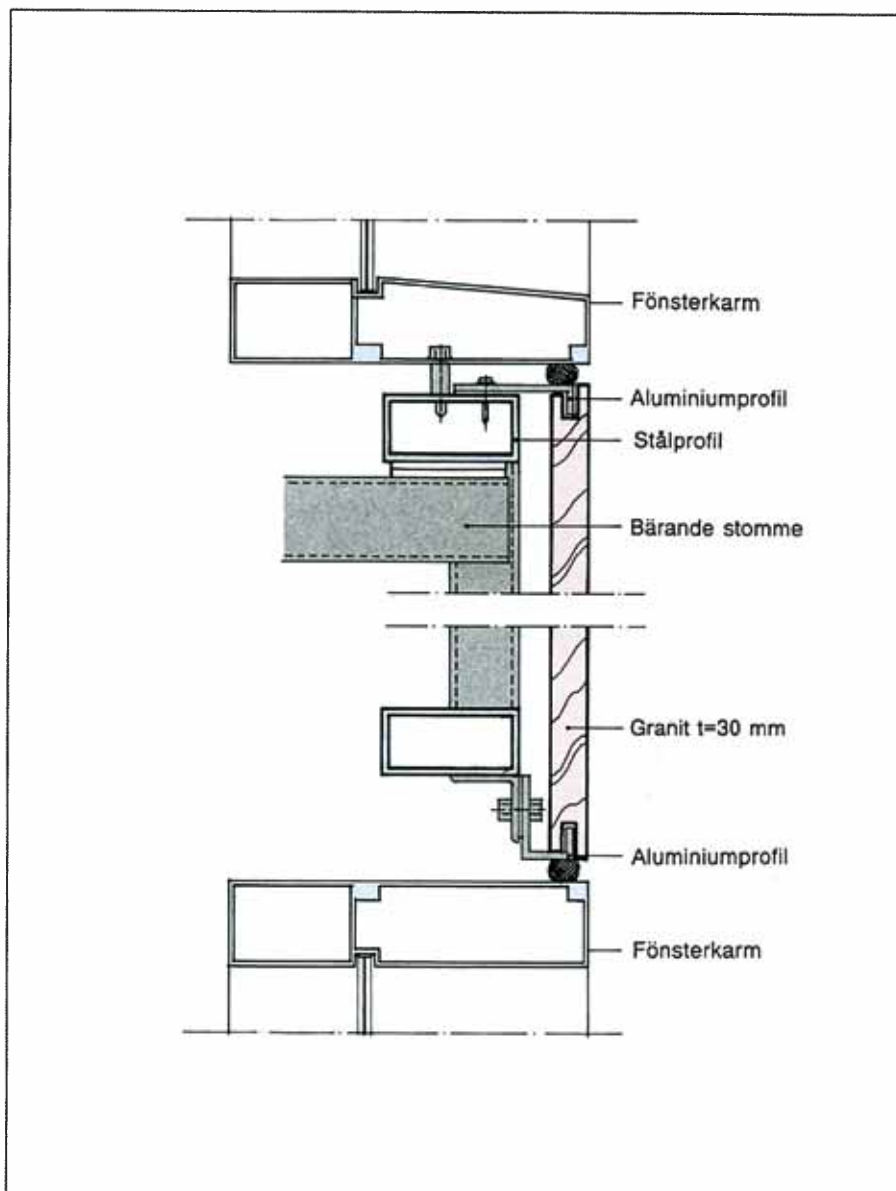 Fönsterkarm
Aluminiumprofil
Stålprofil
Bärande stomme
Granit t=30 mm
Aluminiumprofil
Fönsterkarm